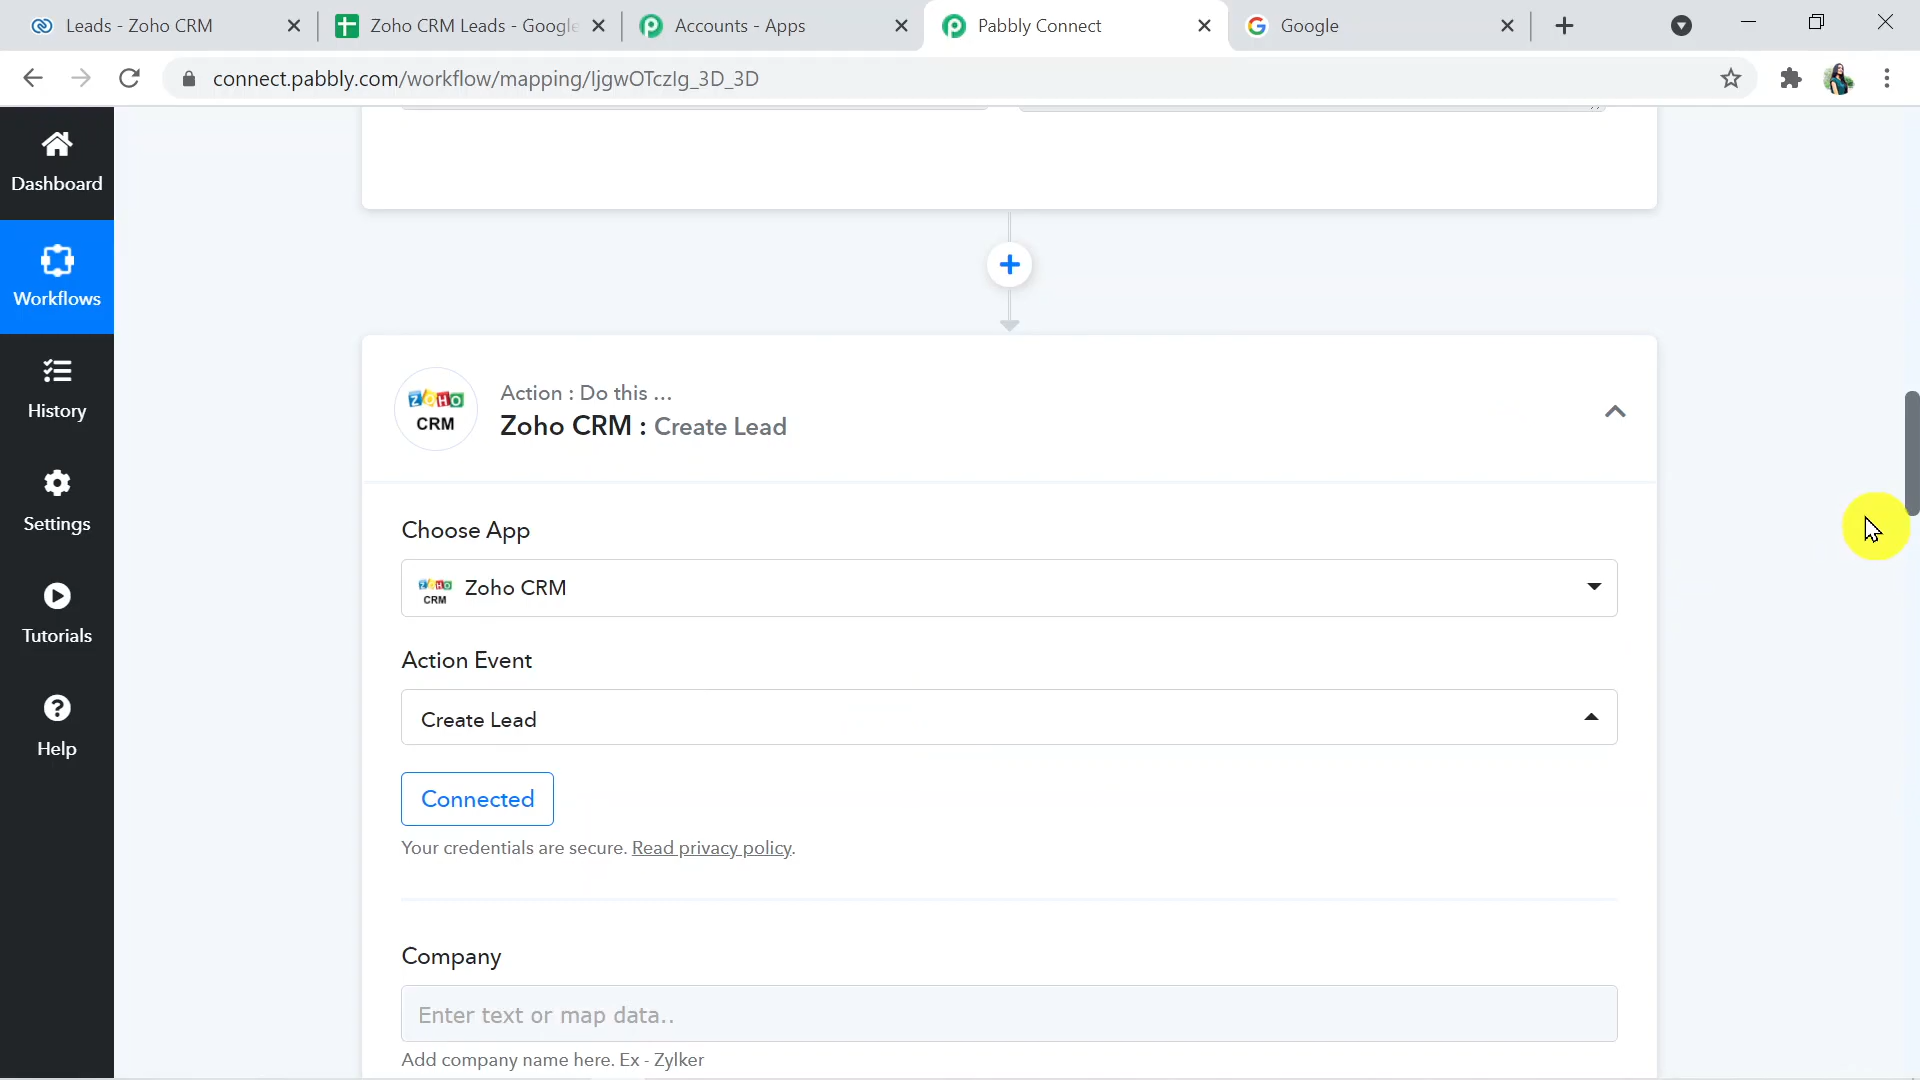 Leads - Zoho CRM
Zoho CRM Leads - Google
Accounts - Apps
Pabbly Connect
Google
connect.pabbly.com/workflow/mapping/IjgwOTczIg_3D_3D
Dashboard
Workflows
History
Settings
Tutorials
Help
ZOHO
CRM
Action : Do this ...
Zoho CRM : Create Lead
Choose App
ZOHO
CRM
Zoho CRM
Action Event
Create Lead
Connected
Your credentials are secure. Read privacy policy.
Company
Enter text or map data..
Add company name here. Ex - Zylker